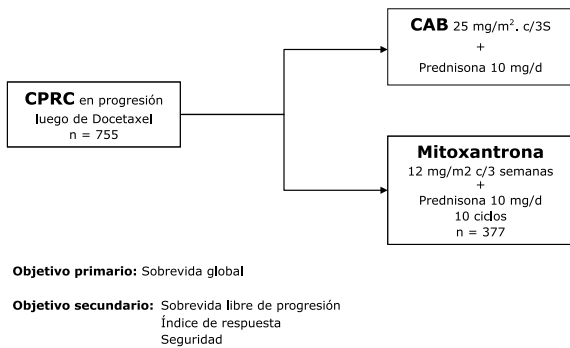 CPRC en progresión
luego de Docetaxel
n = 755
CAB 25 mg/m². c/3S
+
Prednisona 10 mg/d
Mitoxantrona
12 mg/m2 c/3 semanas
+
Prednisona 10 mg/d
10 ciclos
n = 377
Objetivo primario: Sobrevida global
Objetivo secundario: Sobrevida libre de progresión
Índice de respuesta
Seguridad